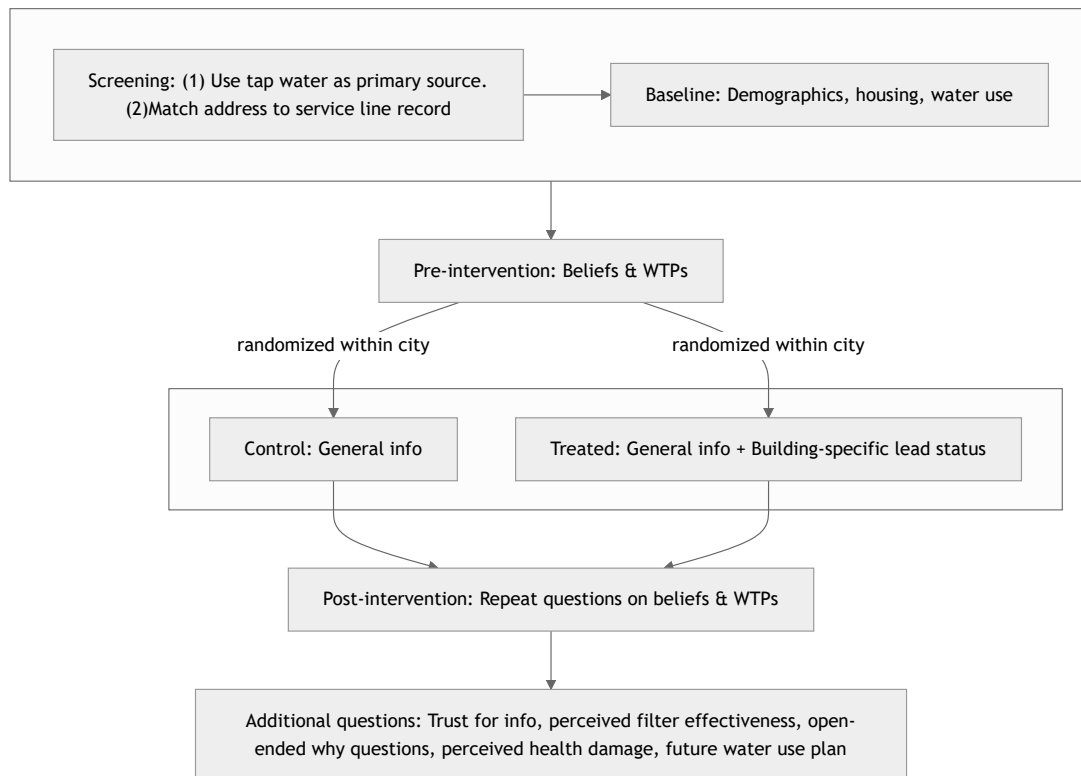 Screening: (1) Use tap water as primary source.
(2)Match address to service line record
Baseline: Demographics, housing, water use
Pre-intervention: Beliefs & WTPs
randomized within city
randomized within city
Control: General info
Treated: General info + Building-specific lead status
Post-intervention: Repeat questions on beliefs & WTPs
Additional questions: Trust for info, perceived filter effectiveness, open-
ended why questions, perceived health damage, future water use plan